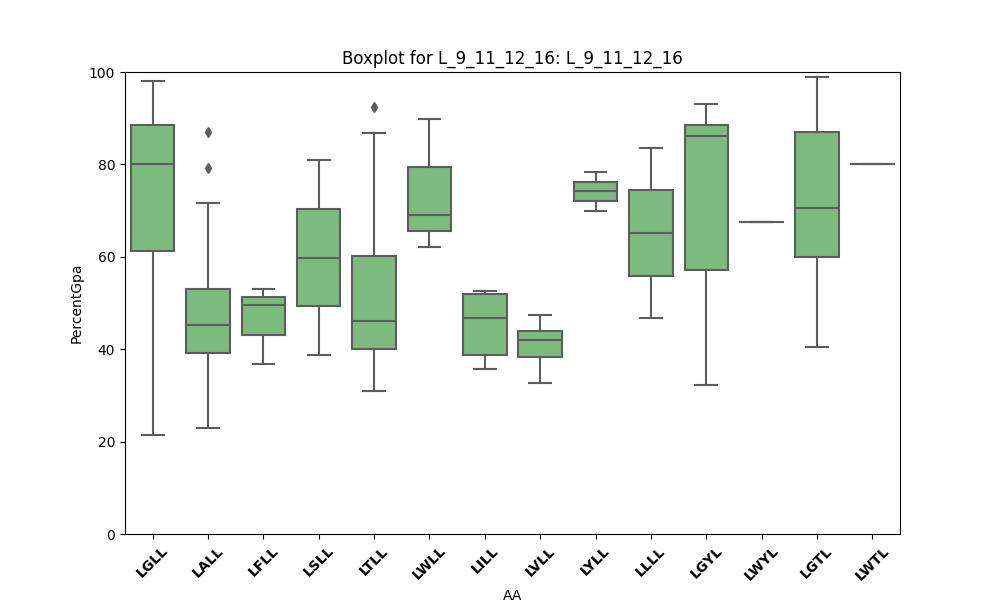 Boxplot for L_9_11_12_16: L_9_11_12_16
100
80
60
40
20
0
PercentGpa
LGLL LALL LFLL LSLL LTLL LWLL LILL LVLL LYLL LLLL LGYL LWYL LGTL LWTL
AA